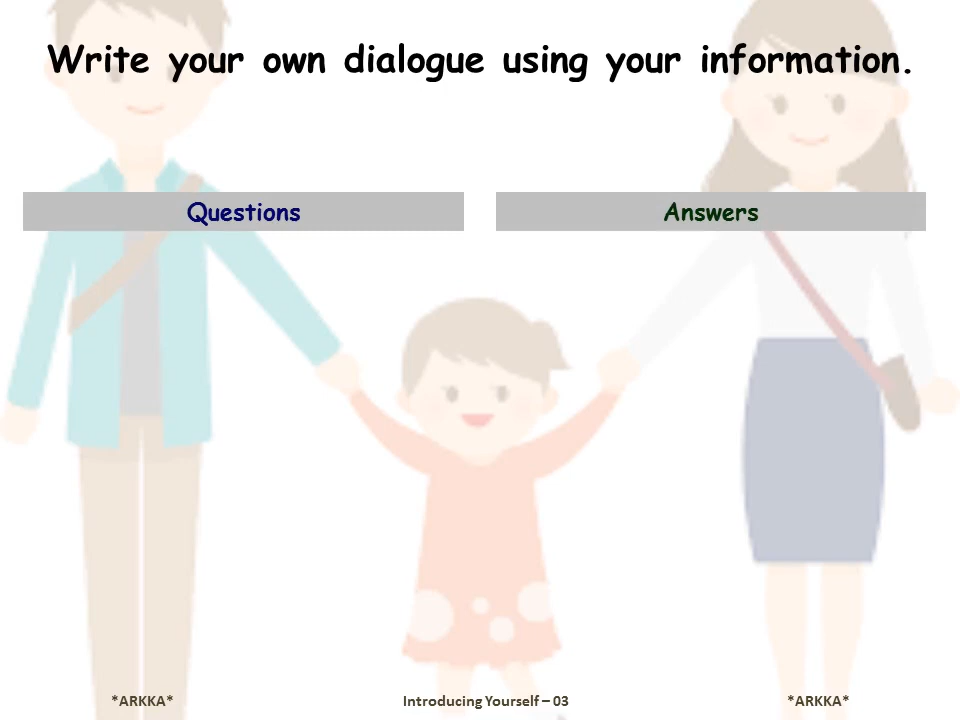 Write your own dialogue using your information.
Questions
Answers
*ARKKA*
Introducing Yourself – 03
*ARKKA*